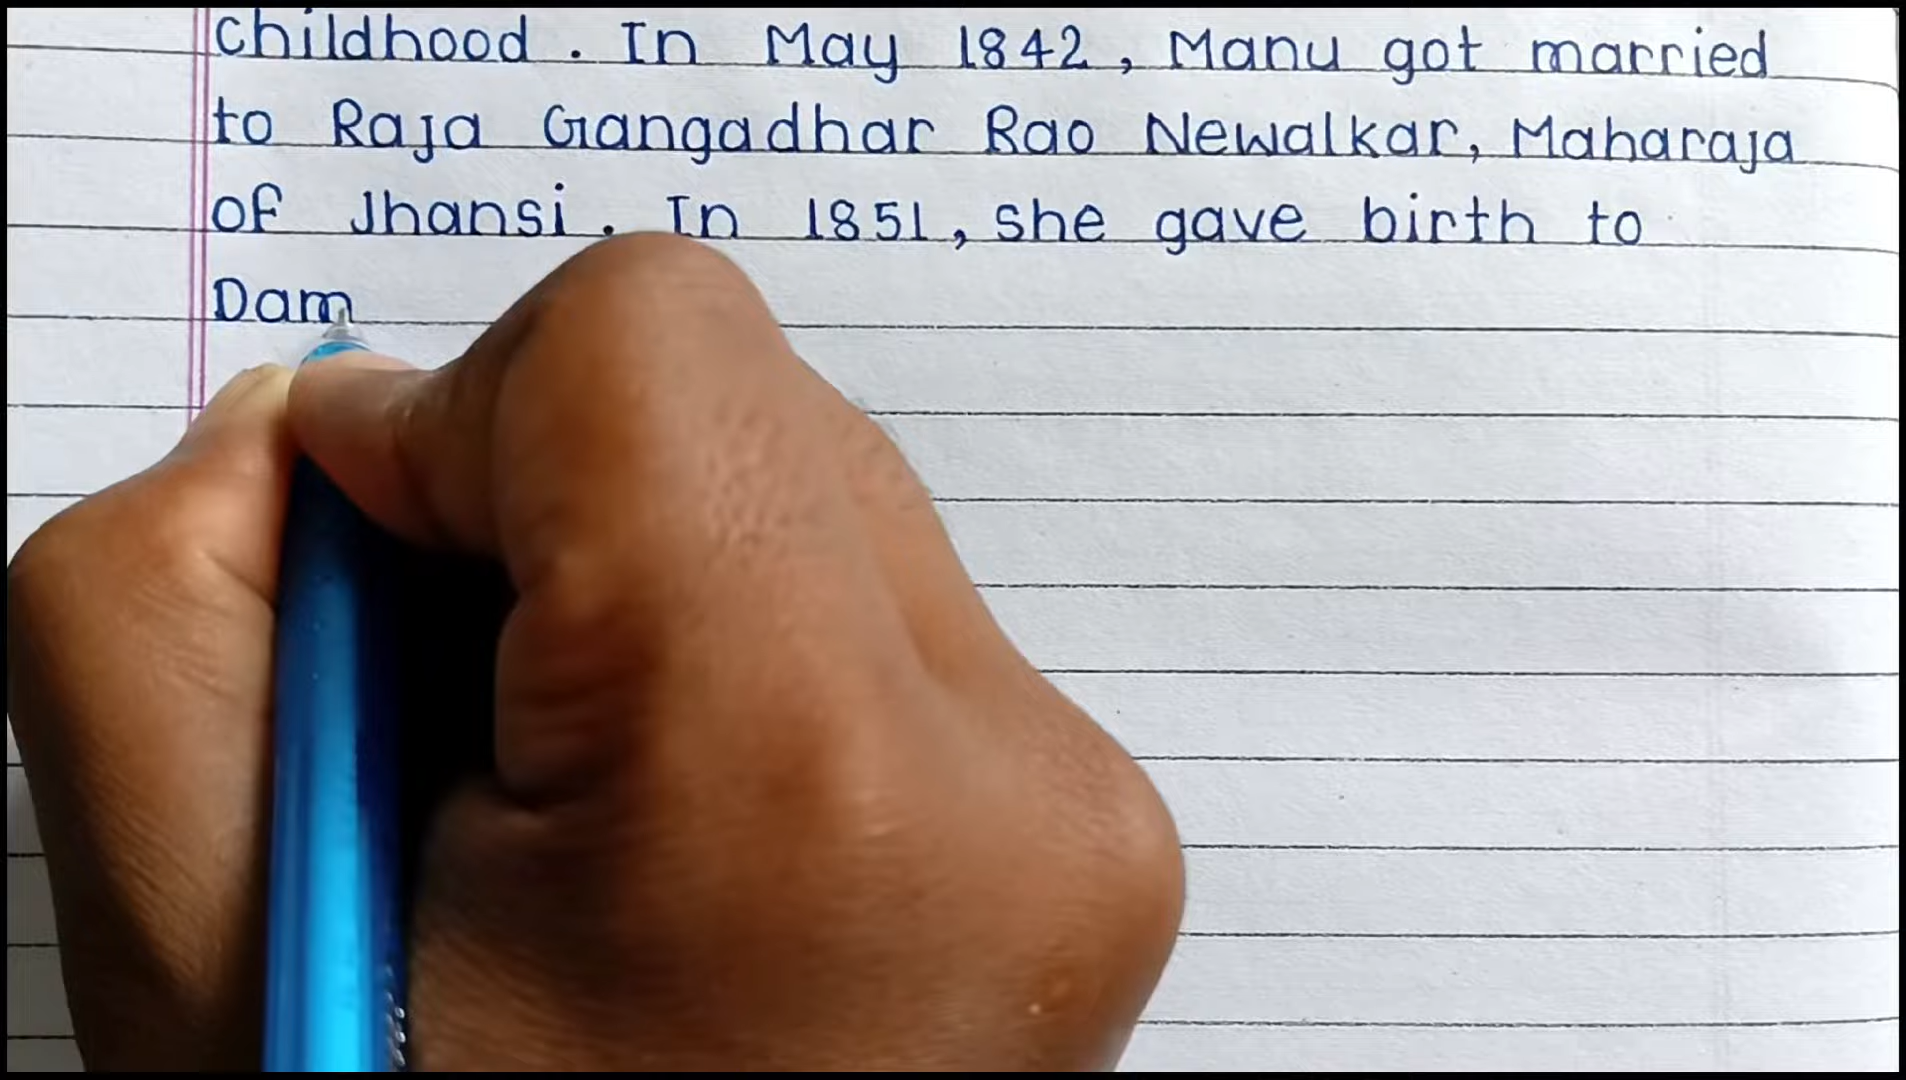 childhood . In May 1842, Manu got married
to Raja Gangadhar Rao Newalkar, Maharaja
of Jhansi. In 1851, she gave birth to
Dam